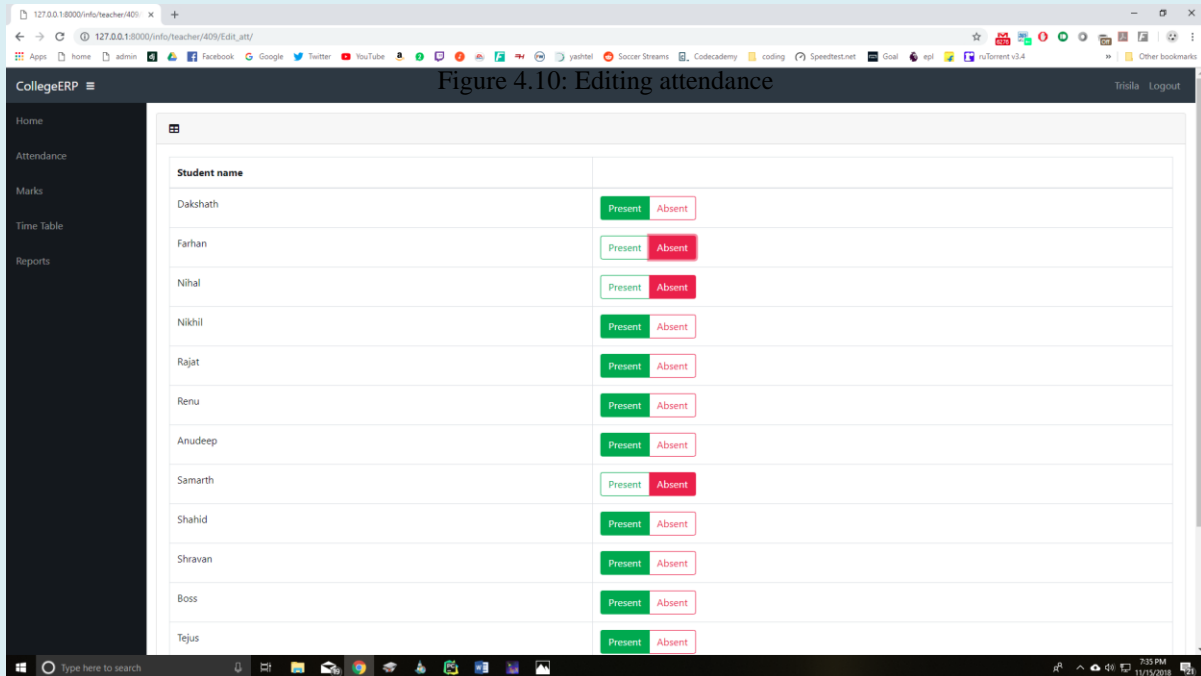 127.0.0.1:8000/info/teacher/409/
127.0.0.1:8000/info/teacher/409/Edit_att/
Apps home admin Facebook Google Twitter YouTube yashtel Soccer Streams Codecademy coding Speedtest.net Goal epl ruTorrent v3.4 » Other bookmarks
Figure 4.10: Editing attendance
CollegeERP Trisila Logout
Home
Attendance
Marks
Time Table
Reports
Student name
Dakshath Present Absent
Farhan Present Absent
Nihal Present Absent
Nikhil Present Absent
Rajat Present Absent
Renu Present Absent
Anudeep Present Absent
Samarth Present Absent
Shahid Present Absent
Shravan Present Absent
Boss Present Absent
Tejus Present Absent
Type here to search
7:35 PM
11/15/2018